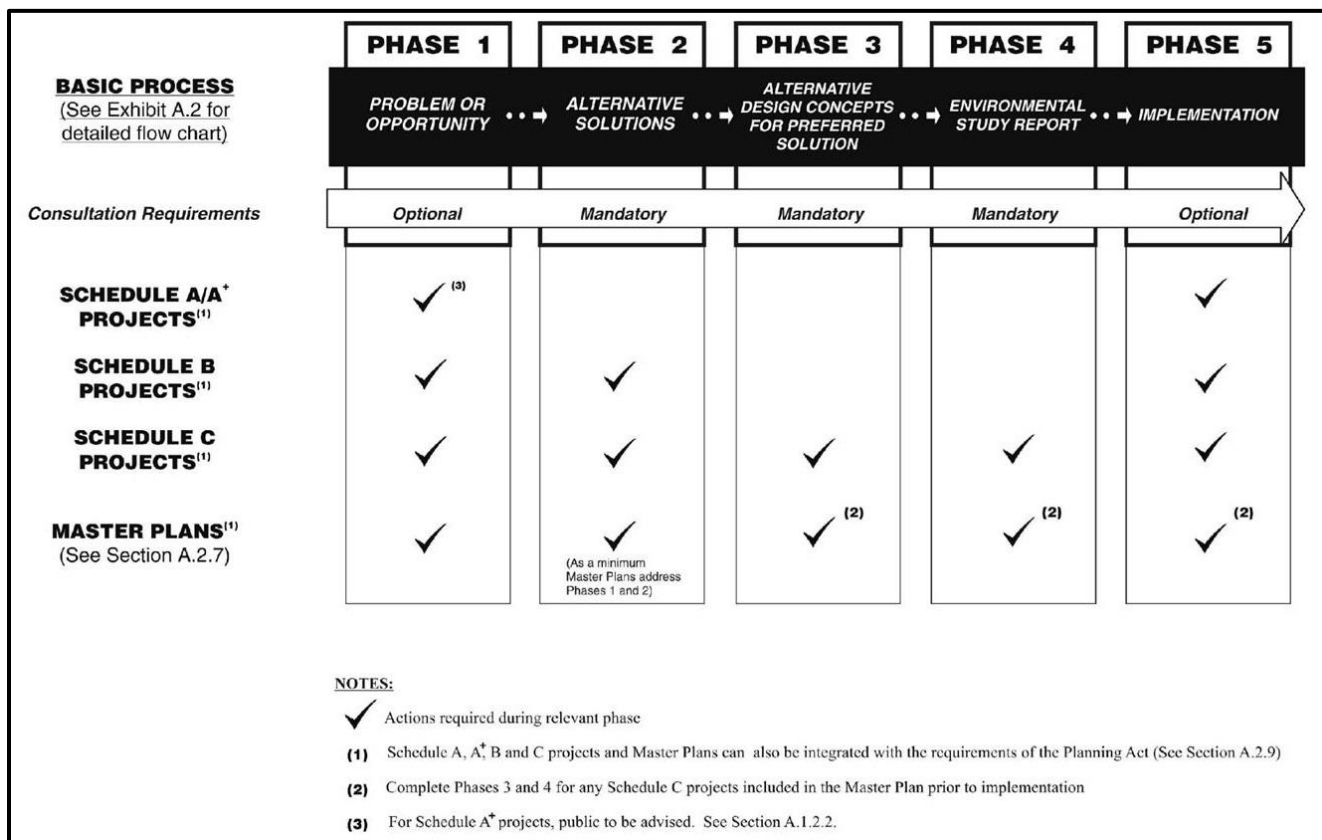 PHASE 1
PHASE 2
PHASE 3
PHASE 4
PHASE 5
BASIC PROCESS
(See Exhibit A.2 for
detailed flow chart)
PROBLEM OR
OPPORTUNITY
ALTERNATIVE
SOLUTIONS
ALTERNATIVE
DESIGN CONCEPTS
FOR PREFERRED
SOLUTION
ENVIRONMENTAL
STUDY REPORT
IMPLEMENTATION
Consultation Requirements
Optional
Mandatory
Mandatory
Mandatory
Optional
SCHEDULE A/A+
PROJECTS(1)
(3)
SCHEDULE B
PROJECTS(1)
SCHEDULE C
PROJECTS(1)
MASTER PLANS(1)
(See Section A.2.7)
(As a minimum
Master Plans address
Phases 1 and 2)
(2)
(2)
(2)
NOTES:
Actions required during relevant phase
(1) Schedule A, A+, B and C projects and Master Plans can also be integrated with the requirements of the Planning Act (See Section A.2.9)
(2) Complete Phases 3 and 4 for any Schedule C projects included in the Master Plan prior to implementation
(3) For Schedule A+ projects, public to be advised. See Section A.1.2.2.